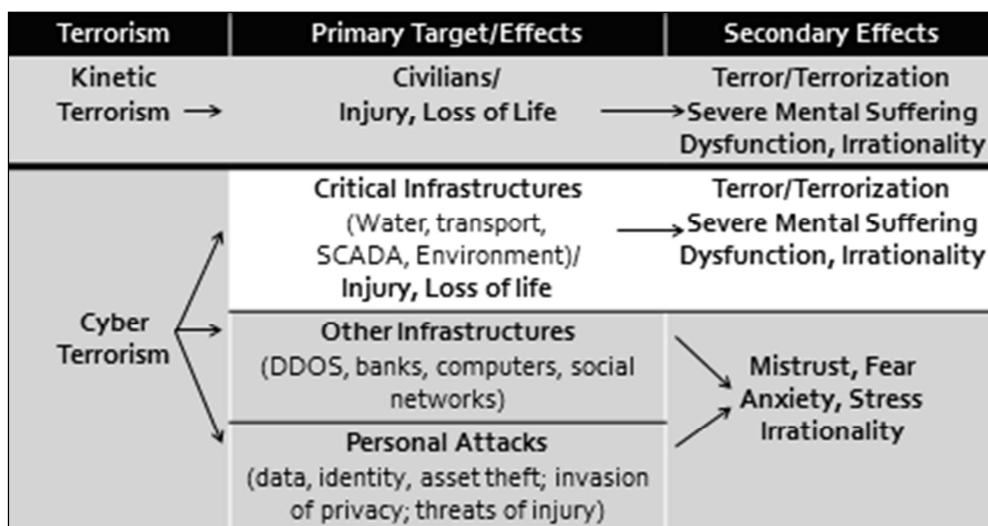 Terrorism
Primary Target/Effects
Secondary Effects
Kinetic
Terrorism
Civilians/
Injury, Loss of Life
Terror/Terrorization
Severe Mental Suffering
Dysfunction, Irrationality
Cyber
Terrorism
Critical Infrastructures
(Water, transport,
SCADA, Environment)/
Injury, Loss of life
Terror/Terrorization
Severe Mental Suffering
Dysfunction, Irrationality
Other Infrastructures
(DDOS, banks, computers, social
networks)
Personal Attacks
(data, identity, asset theft; invasion
of privacy; threats of injury)
Mistrust, Fear
Anxiety, Stress
Irrationality